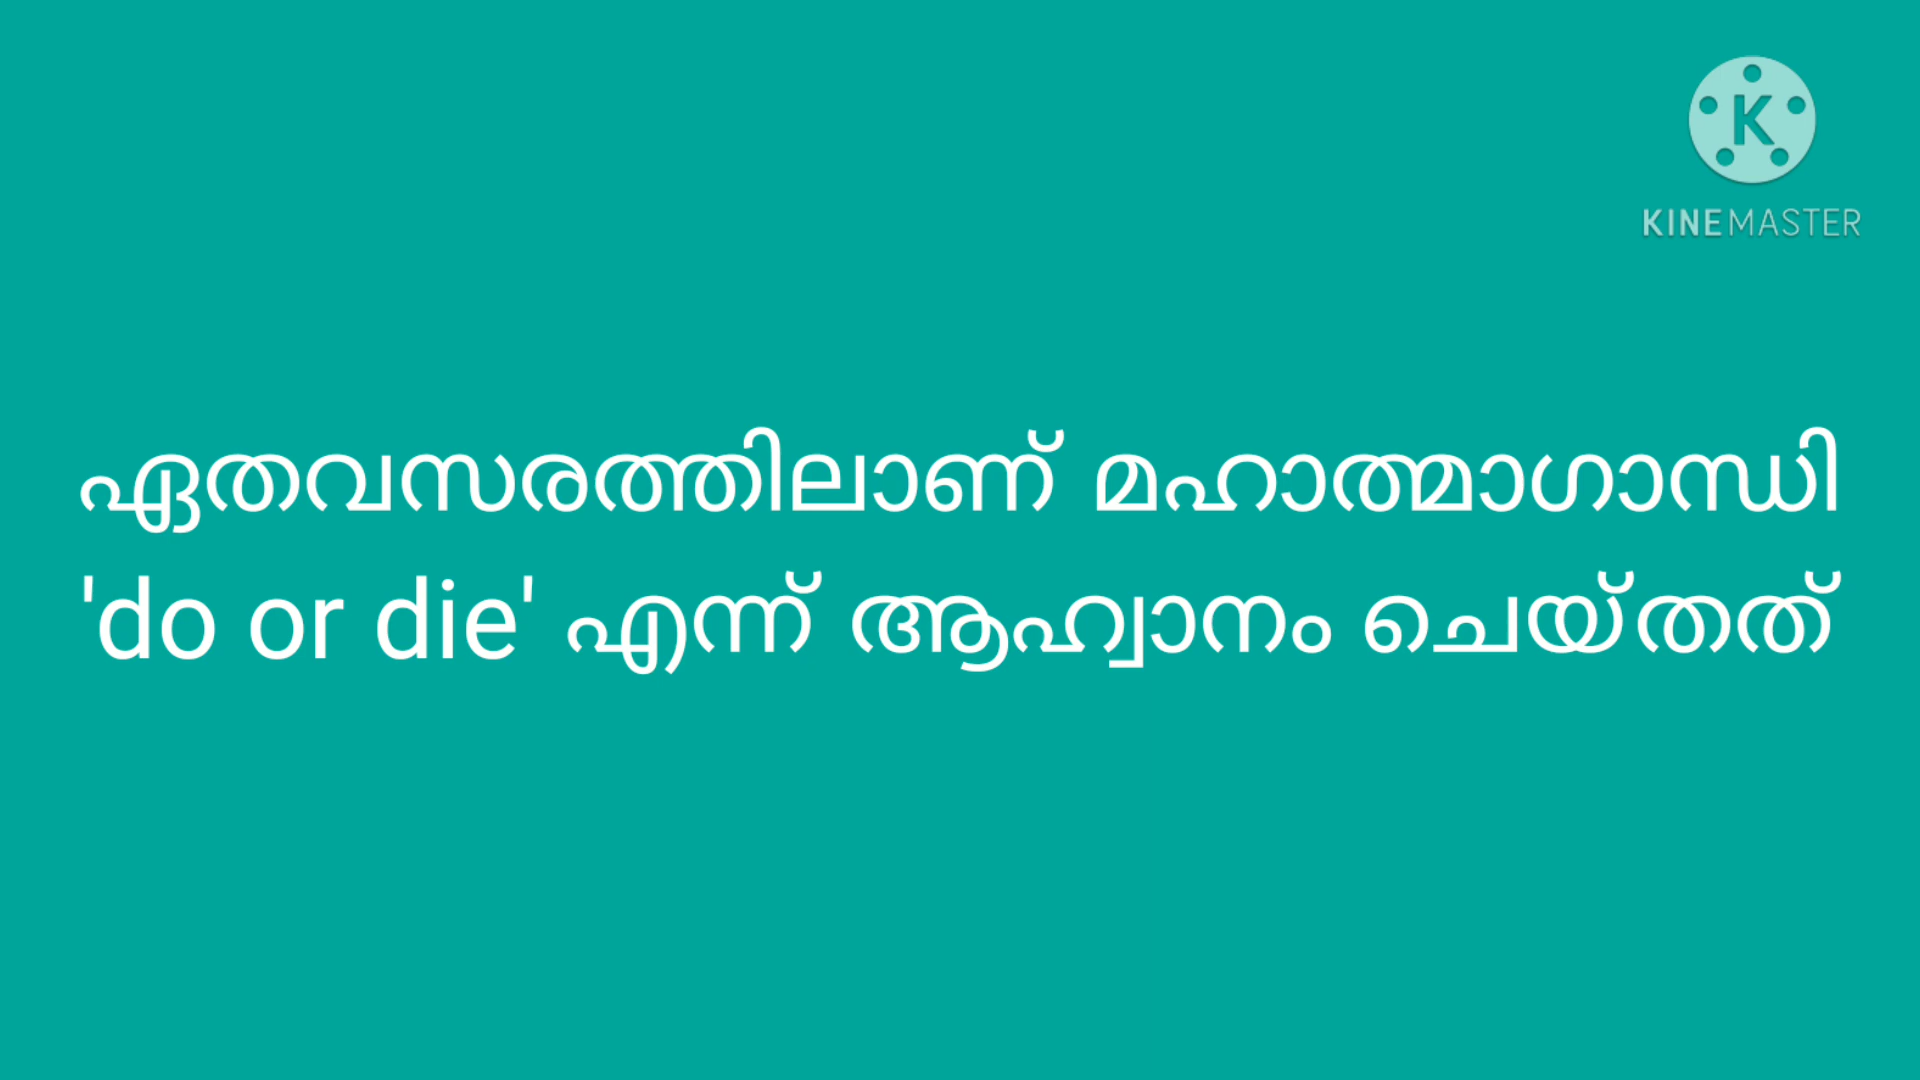 KINEMASTER
ഏതവസരത്തിലാണ് മഹാത്മാഗാന്ധി
'do or die' എന്ന് ആഹ്വാനം ചെയ്തത്